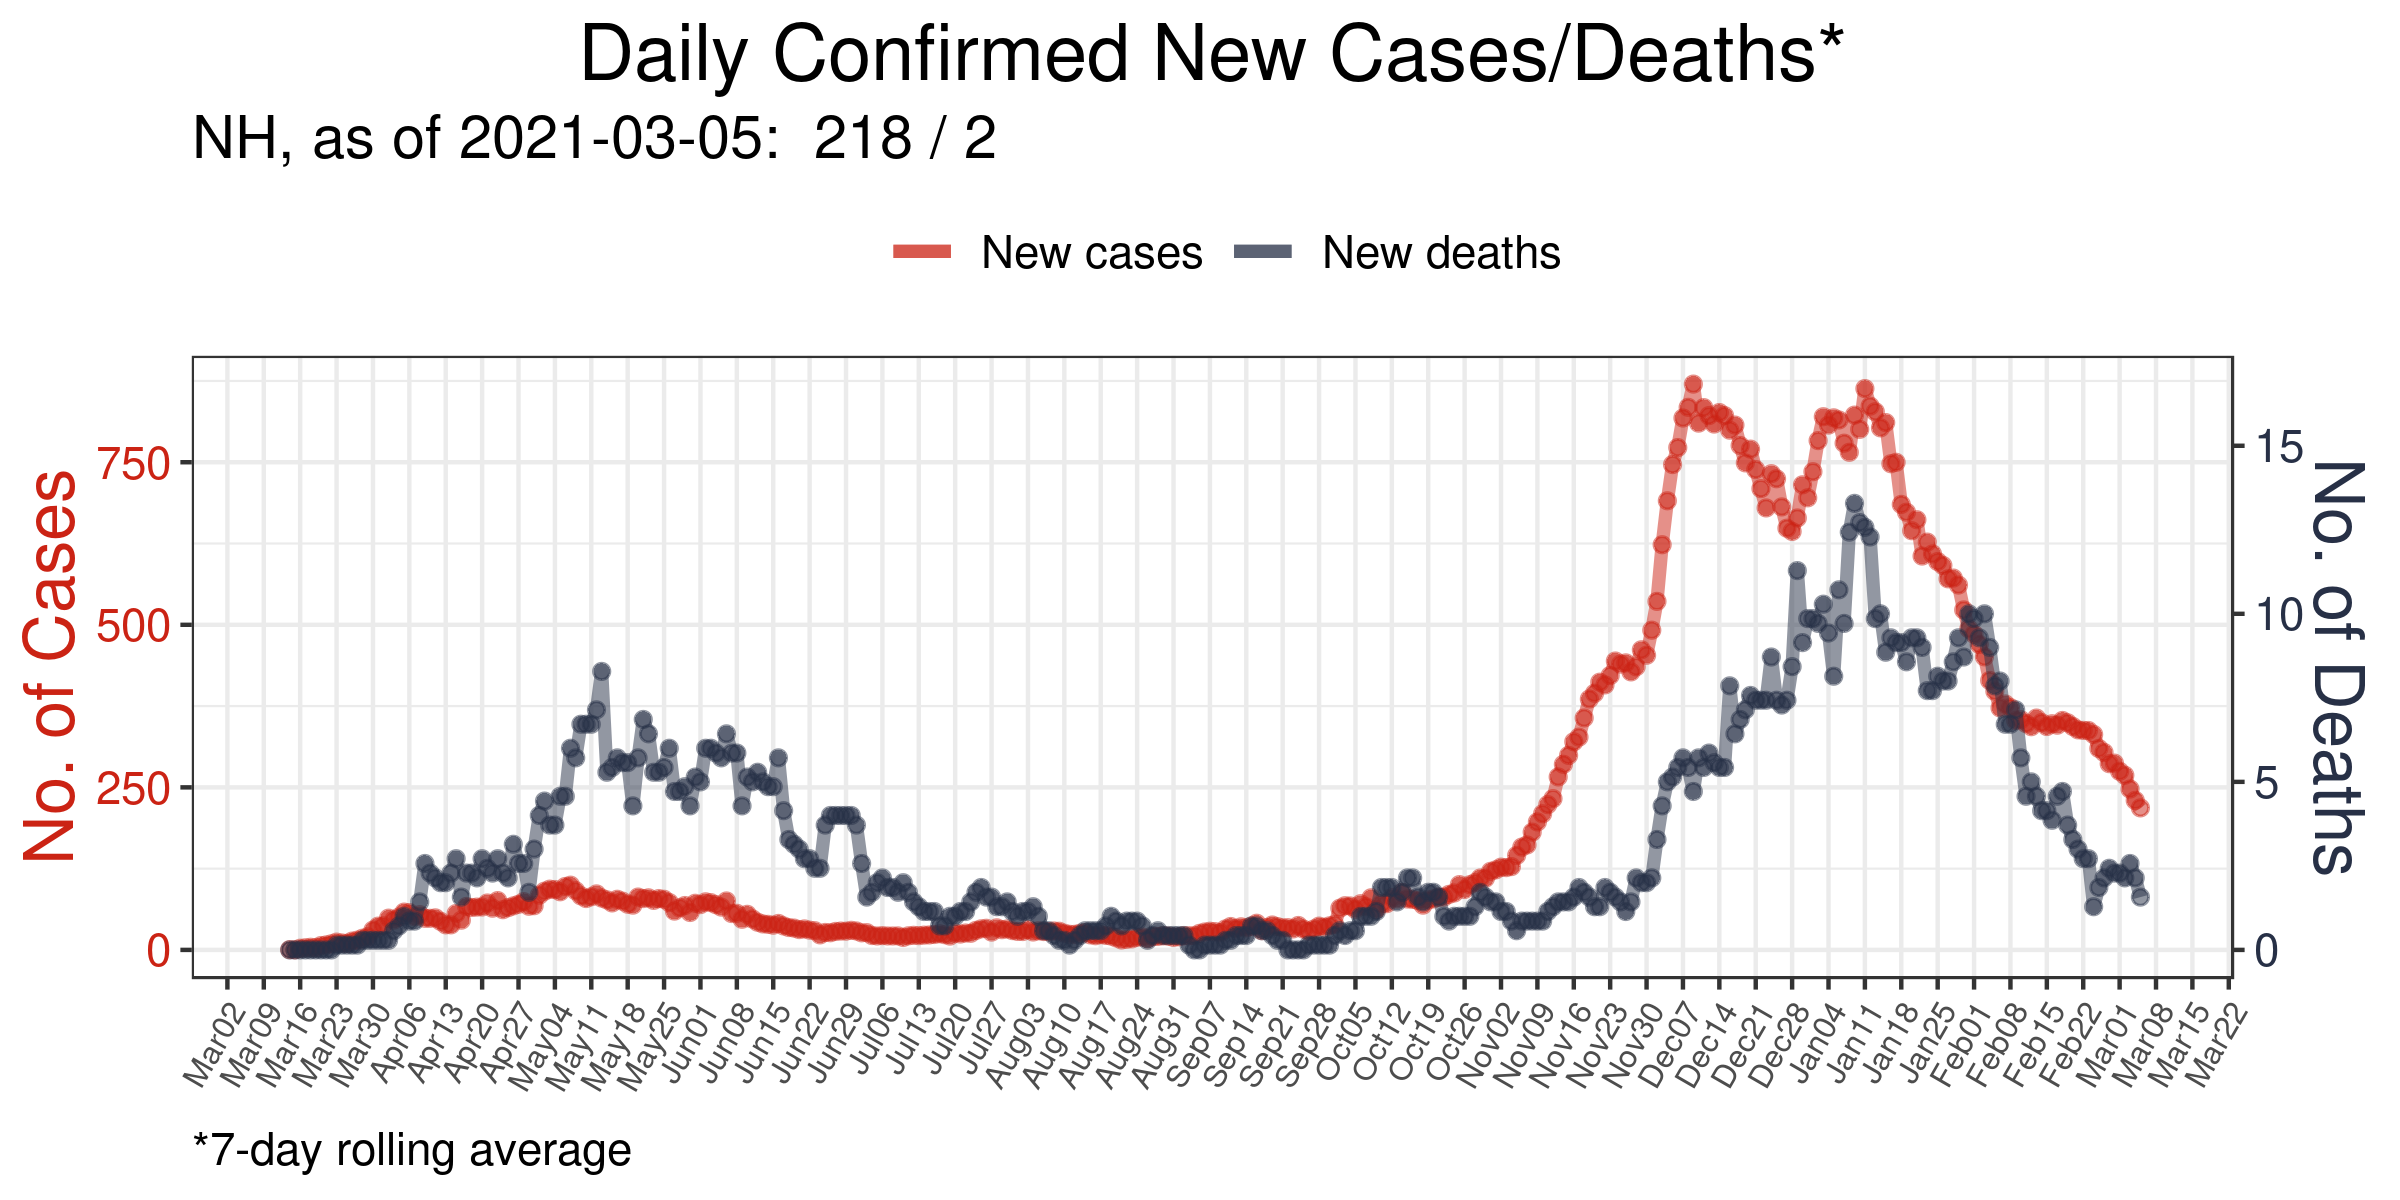 Daily Confirmed New Cases/Deaths*
NH, as of 2021-03-05:  218 / 2
New cases
New deaths
No. of Cases
750
500
250
0
15
10
5
0
No. of Deaths
Mar02
Mar09
Mar16
Mar23
Mar30
Apr06
Apr13
Apr20
Apr27
May04
May11
May18
May25
Jun01
Jun08
Jun15
Jun22
Jun29
Jul06
Jul13
Jul20
Jul27
Aug03
Aug10
Aug17
Aug24
Aug31
Sep07
Sep14
Sep21
Sep28
Oct05
Oct12
Oct19
Oct26
Nov02
Nov09
Nov16
Nov23
Nov30
Dec07
Dec14
Dec21
Dec28
Jan04
Jan11
Jan18
Jan25
Feb01
Feb08
Feb15
Feb22
Mar01
Mar08
Mar15
Mar22
*7-day rolling average